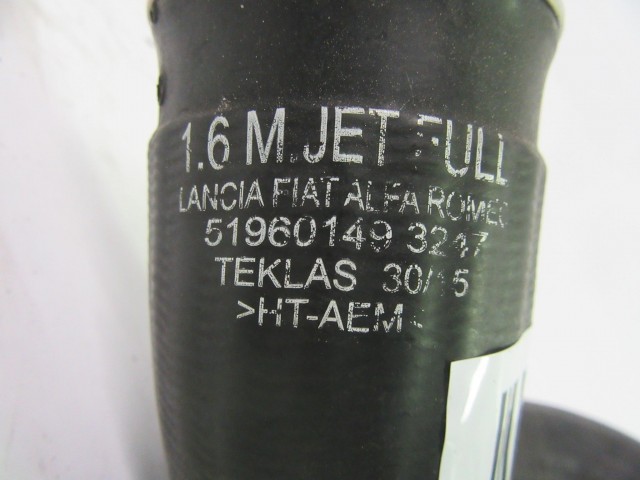 1.6 M.JET FULL
LANCIA FIAT ALFA ROMEO
51960149 3247
TEKLAS 30/15
>HT-AEM<